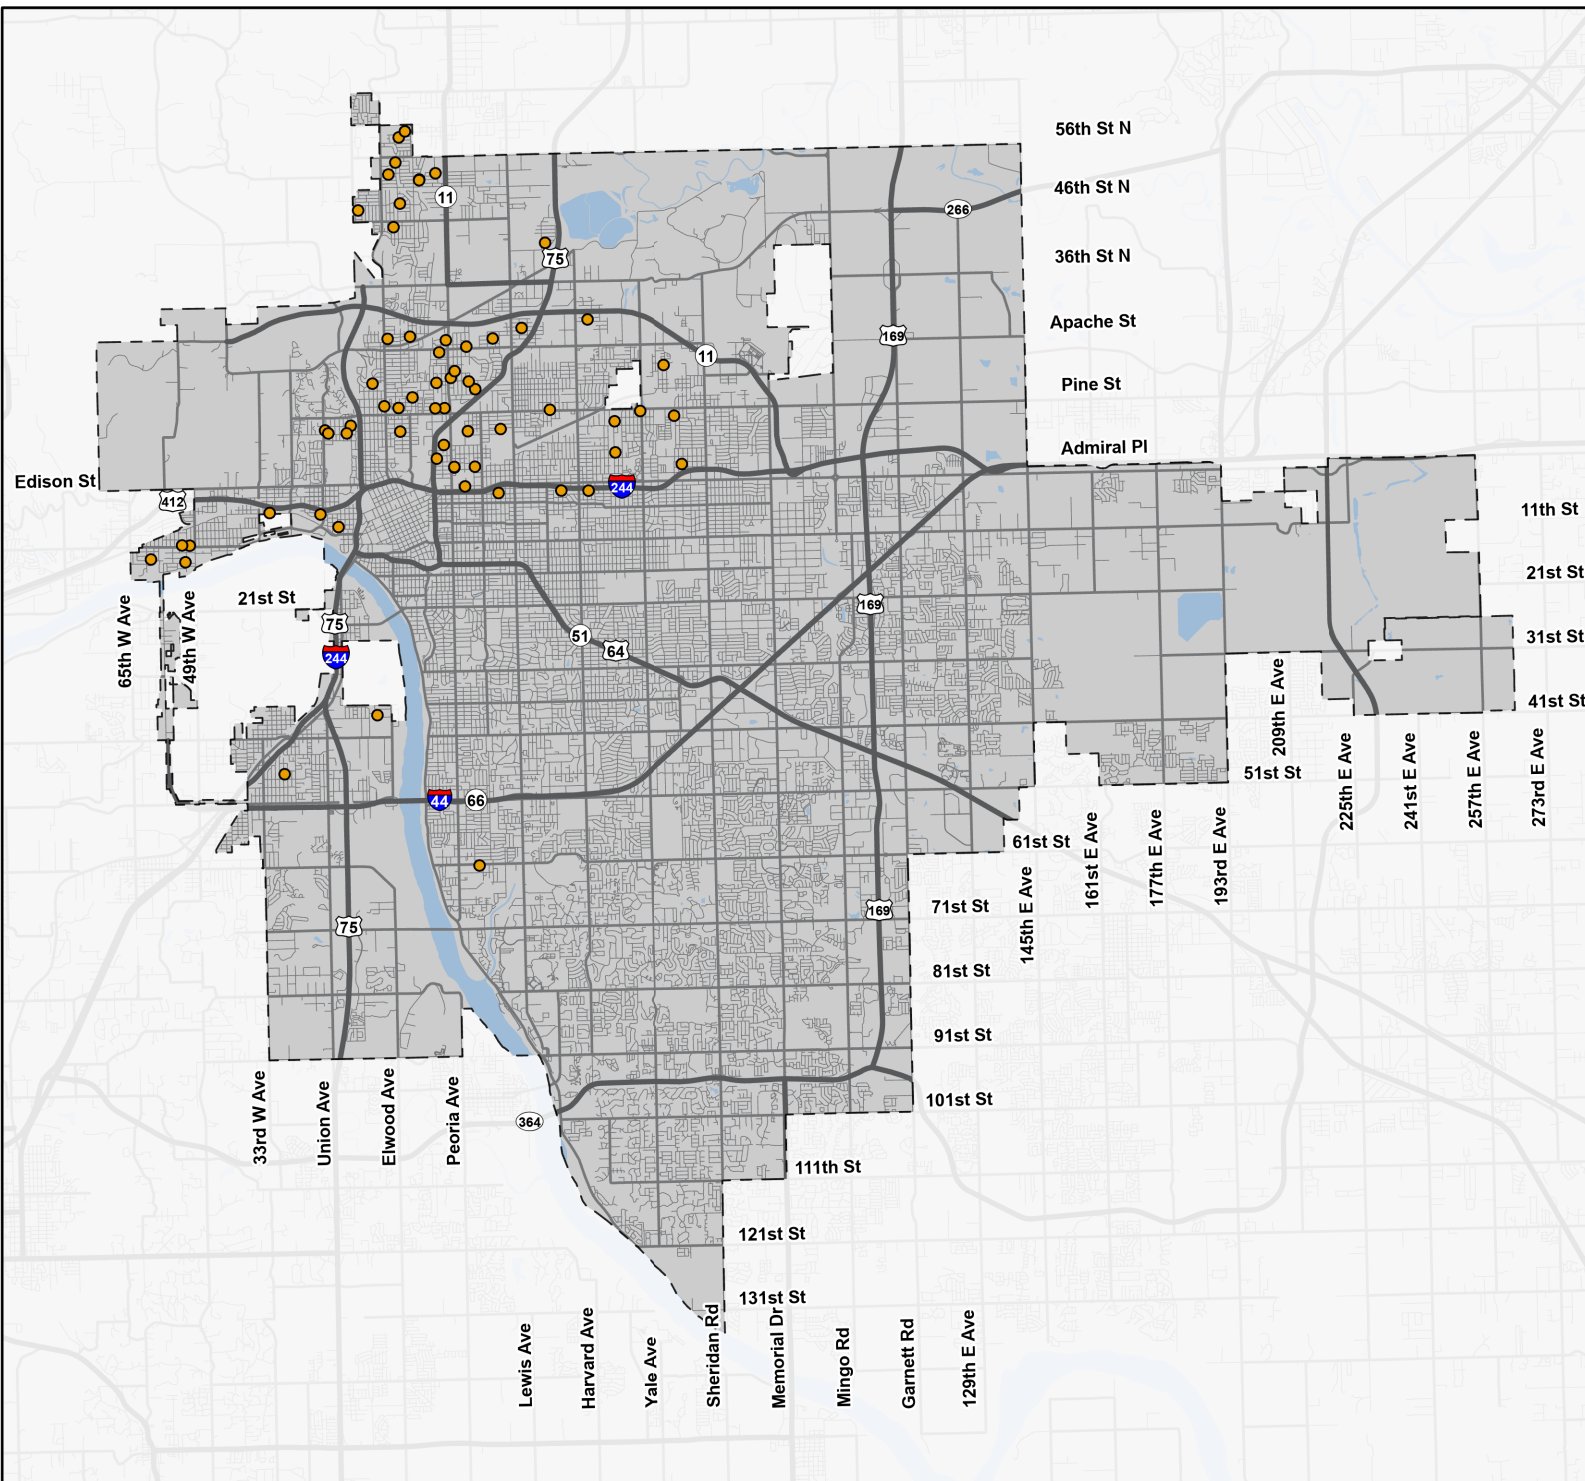 56th St N
46th St N
11
266
36th St N
75
Apache St
169
11
Pine St
Admiral Pl
Edison St
244
412
11th St
21st St
21st St
65th W Ave
49th W Ave
169
75
51
64
31st St
244
209th E Ave
41st St
51st St
225th E Ave
241st E Ave
257th E Ave
273rd E Ave
44
66
61st St
161st E Ave
177th E Ave
193rd E Ave
145th E Ave
71st St
169
75
81st St
91st St
33rd W Ave
Union Ave
Elwood Ave
Peoria Ave
101st St
364
111th St
121st St
131st St
Lewis Ave
Harvard Ave
Yale Ave
Sheridan Rd
Memorial Dr
Mingo Rd
Garnett Rd
129th E Ave